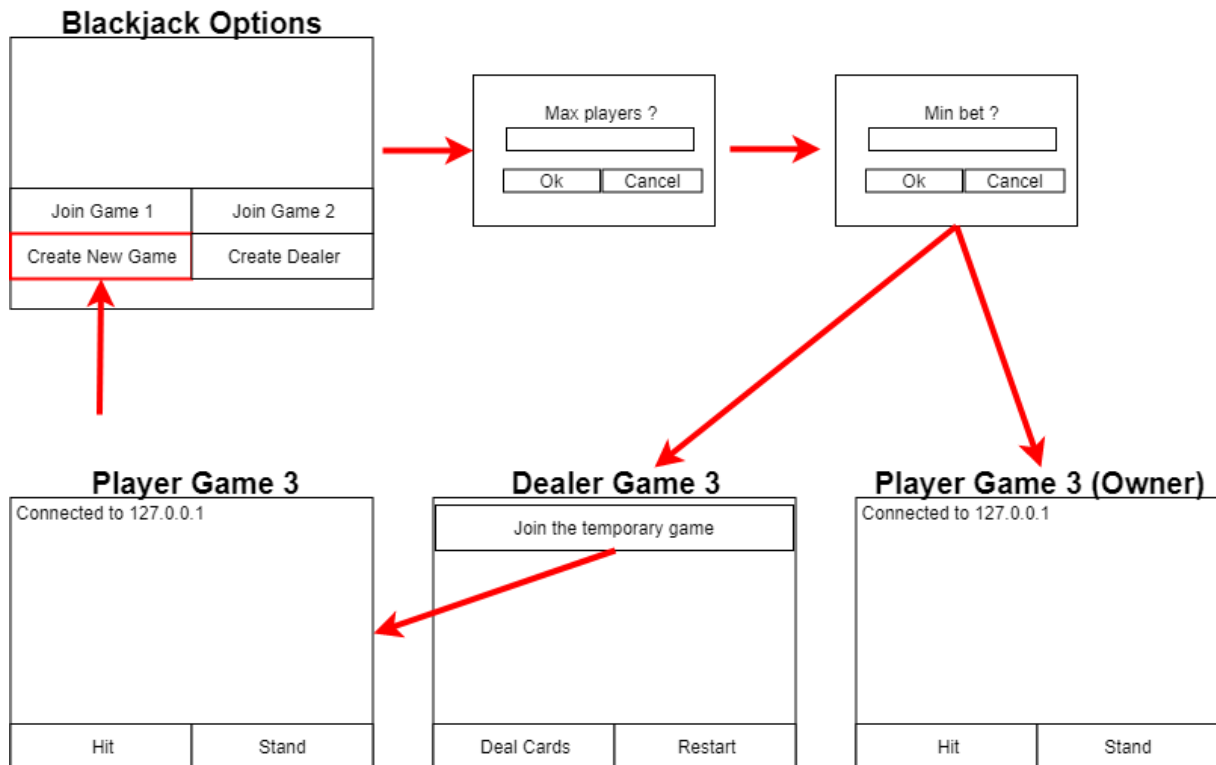 Blackjack Options
Max players ?
Min bet ?
Ok
Cancel
Ok
Cancel
Join Game 1
Join Game 2
Create New Game
Create Dealer
Player Game 3
Dealer Game 3
Player Game 3 (Owner)
Connected to 127.0.0.1
Join the temporary game
Connected to 127.0.0.1
Hit
Stand
Deal Cards
Restart
Hit
Stand